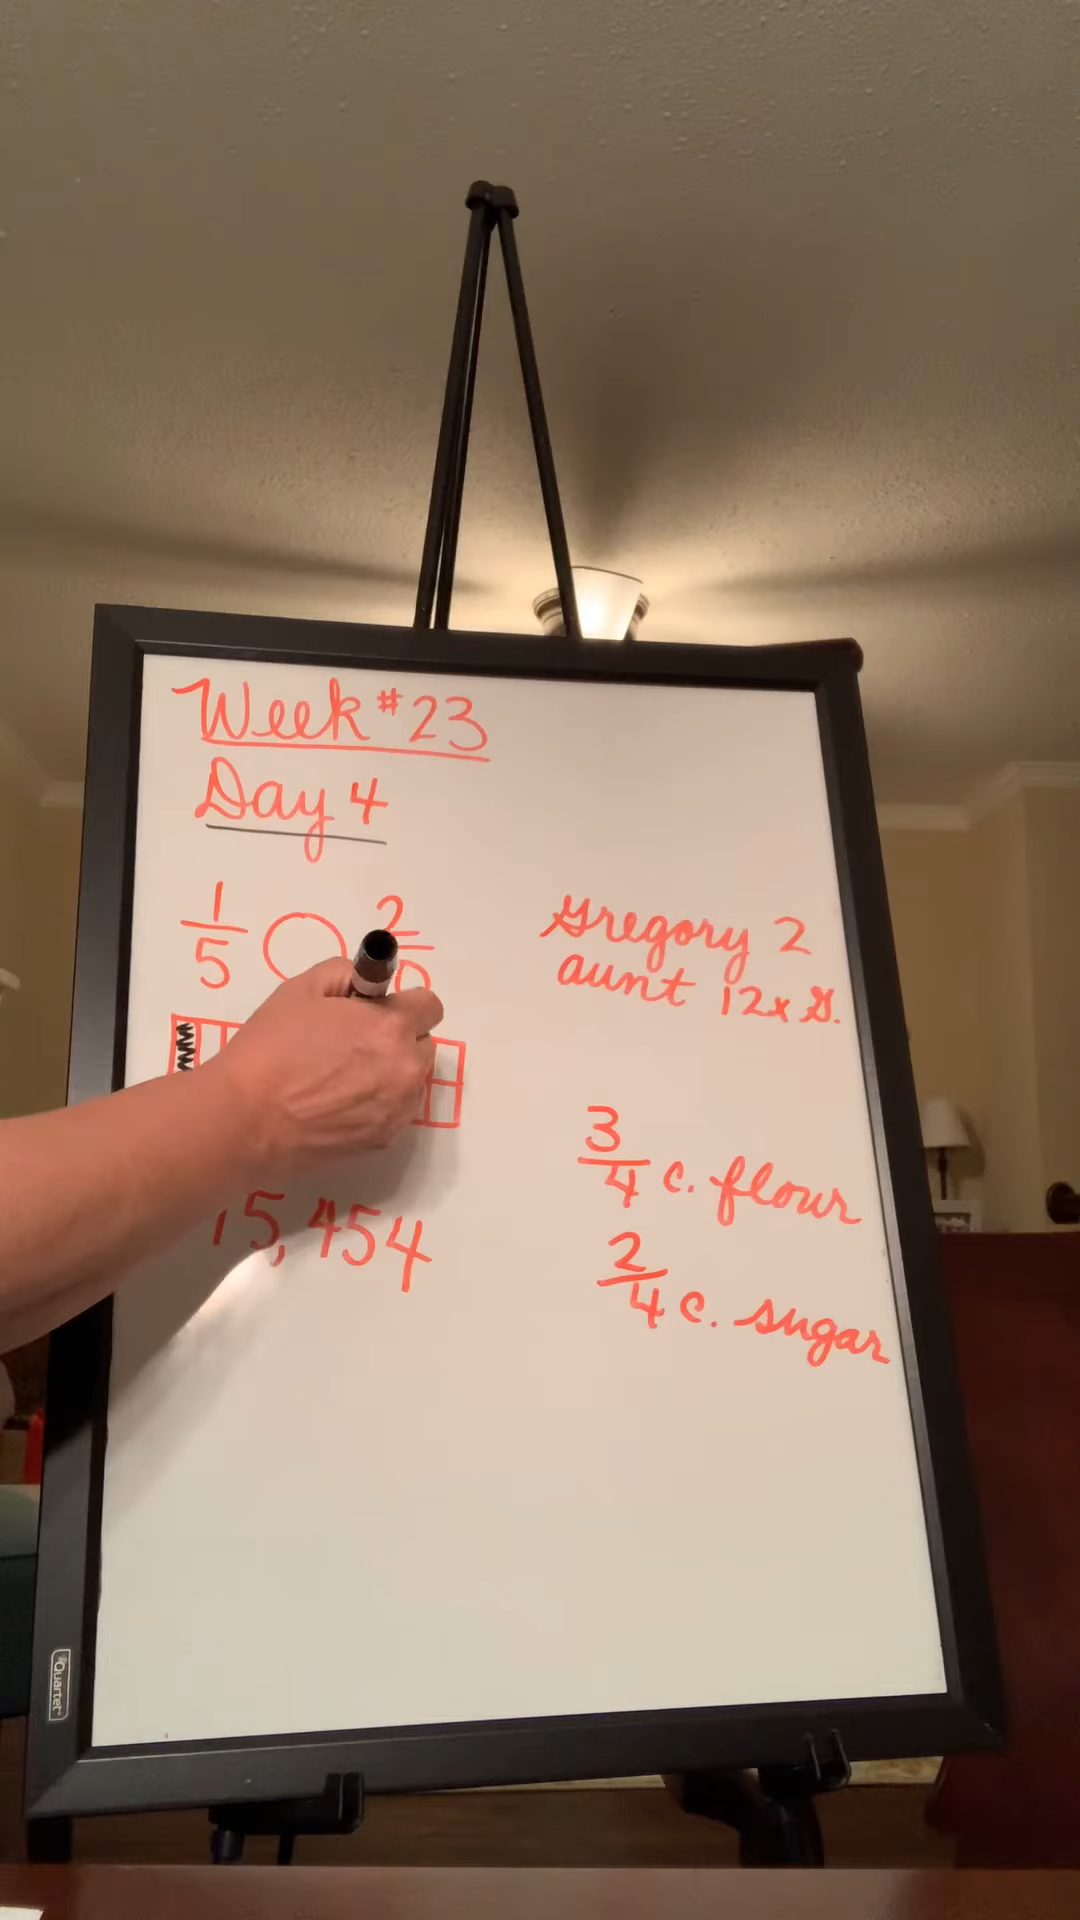 Week #23
Day 4
1/5 2/
Gregory 2
aunt 12x G.
3/4 c. flour
15,454
2/4 c. sugar
Quartet